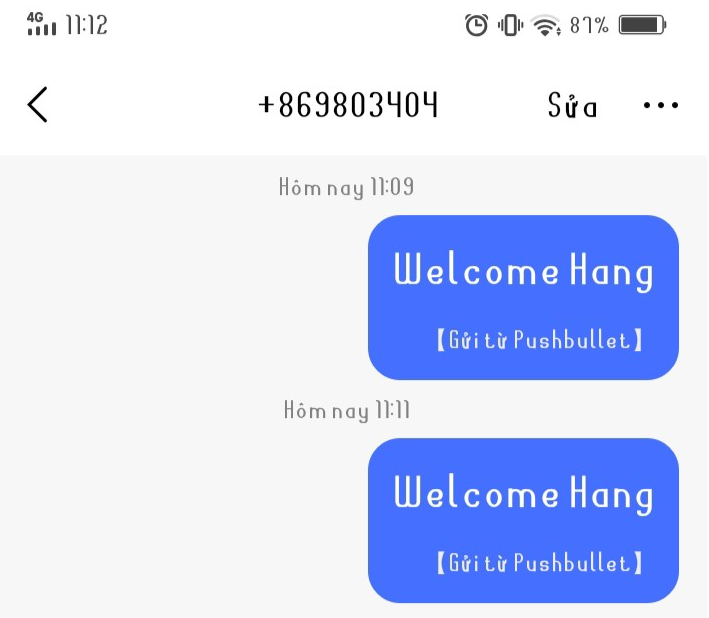 4G 11:12 87%
+869803404 Sửa
Hôm nay 11:09
Welcome Hang
【Gửi từ Pushbullet】
Hôm nay 11:11
Welcome Hang
【Gửi từ Pushbullet】